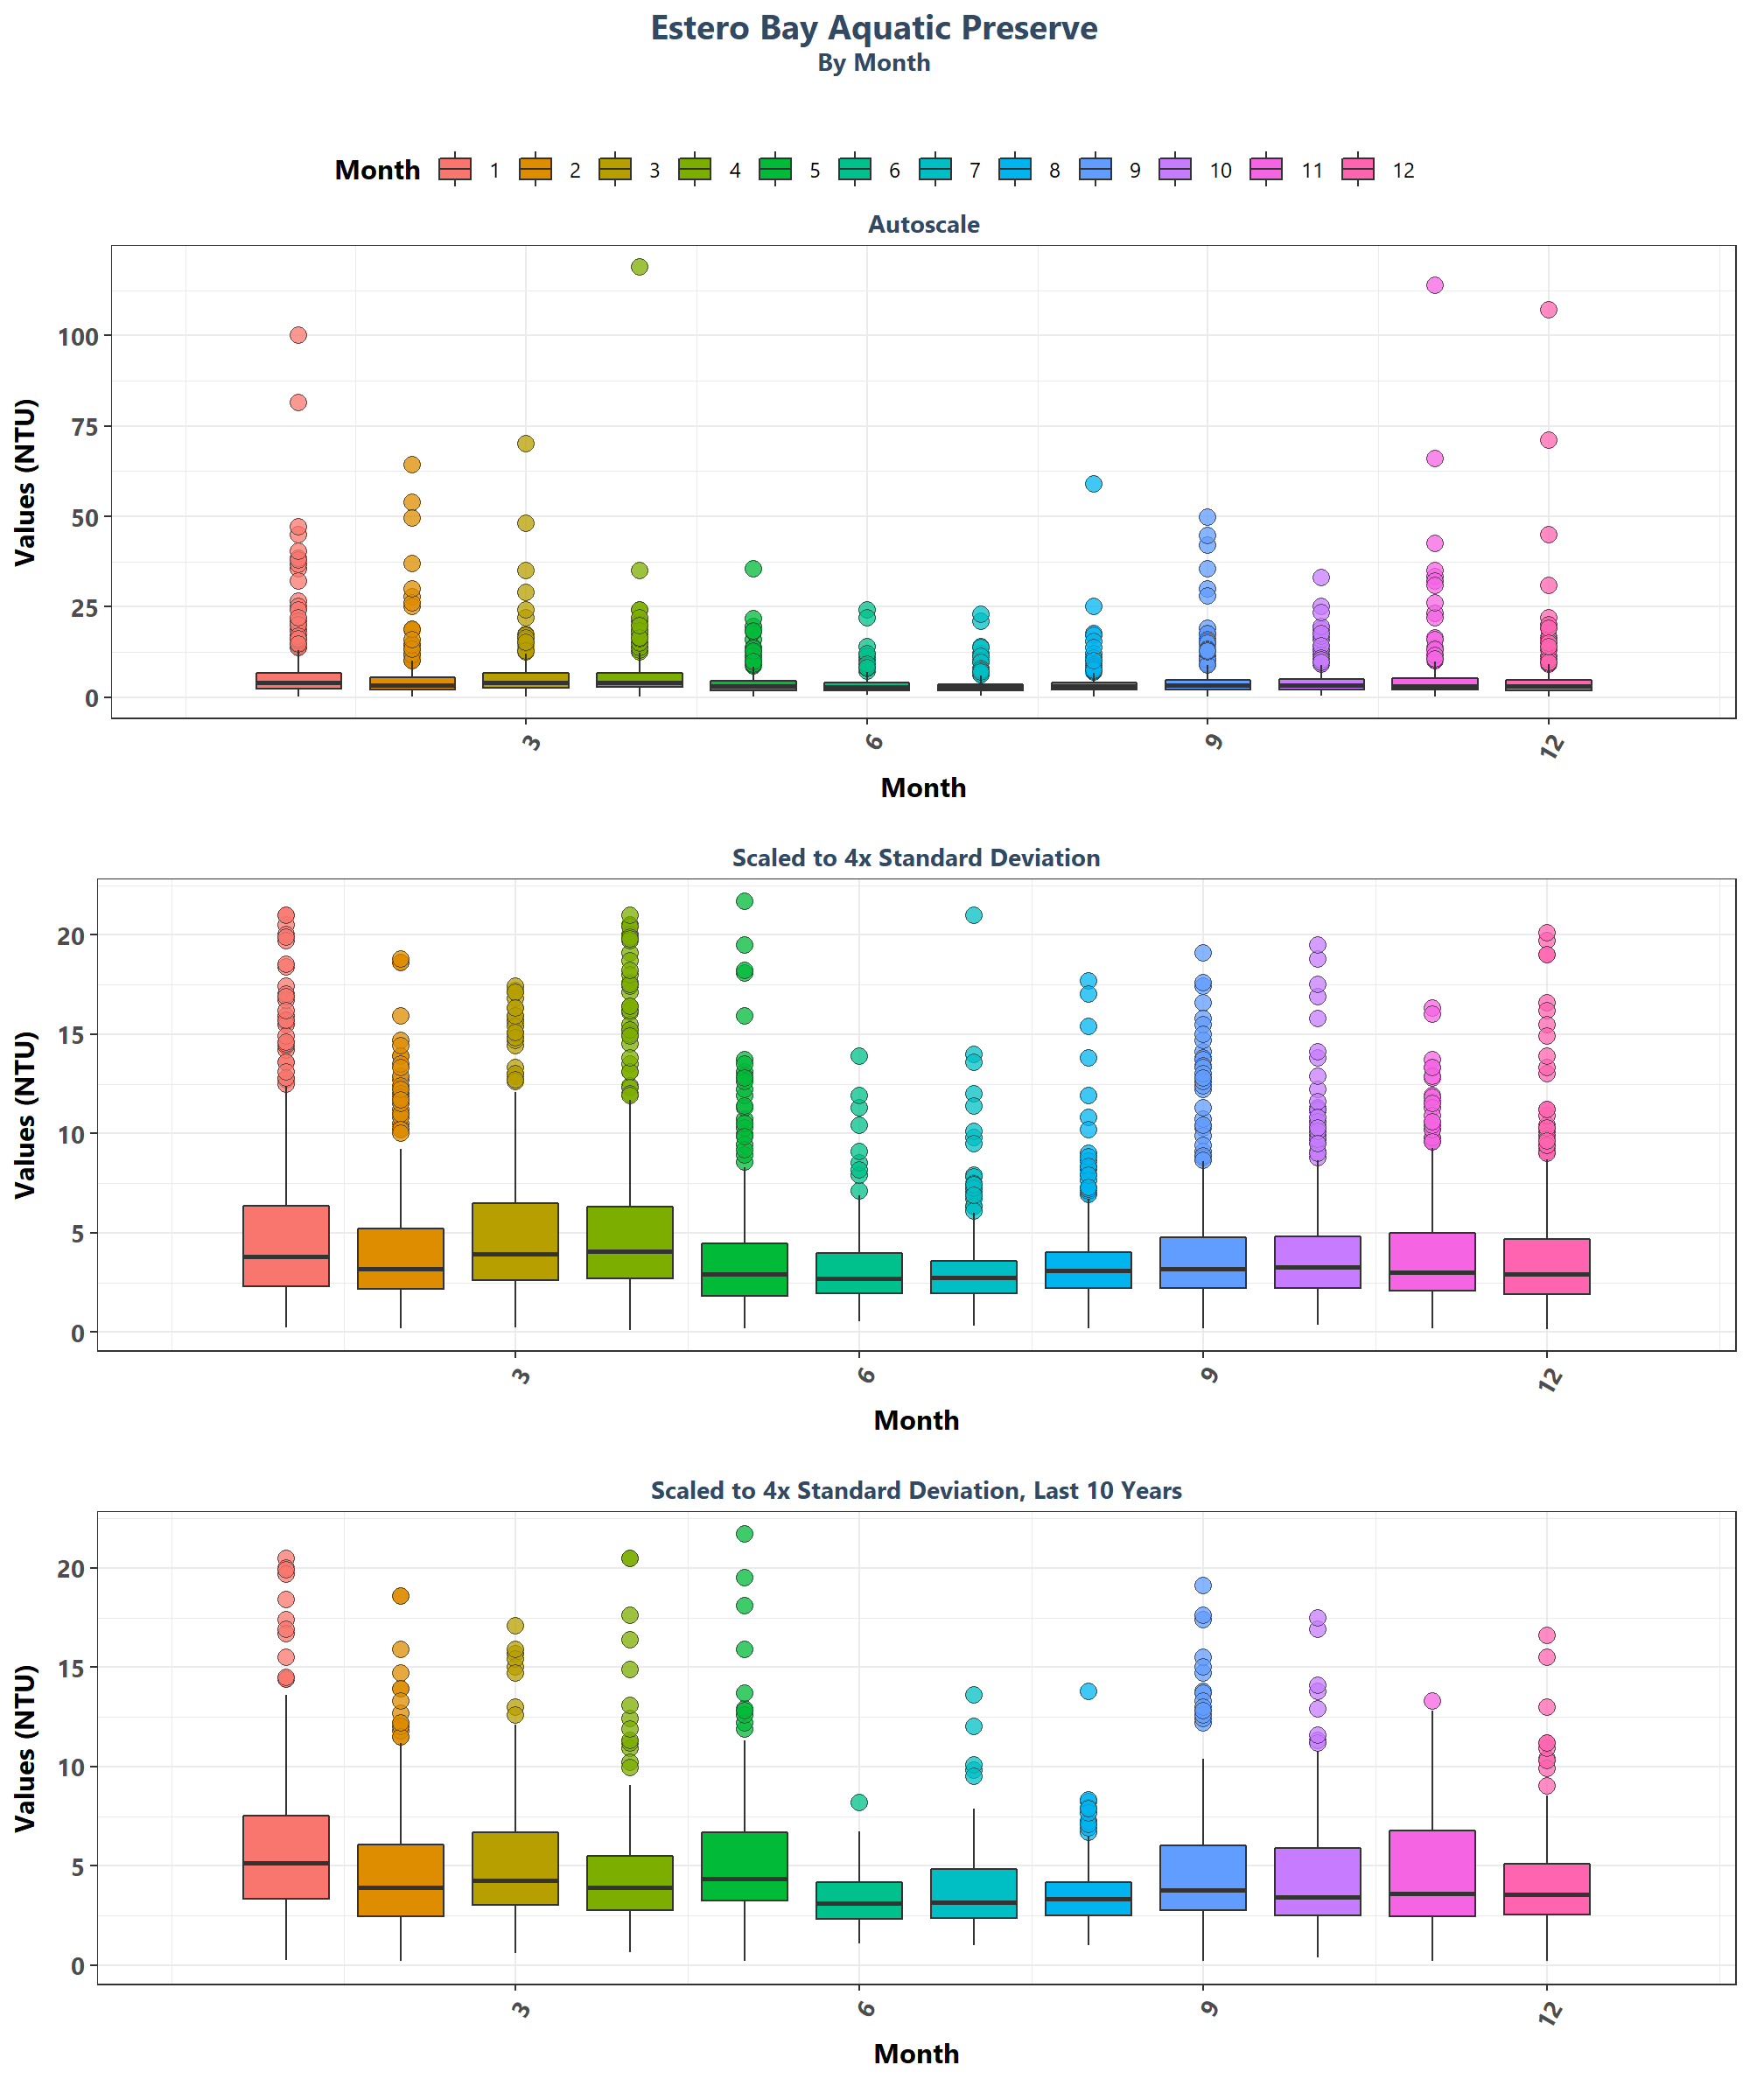 Estero Bay Aquatic Preserve
By Month
Month 1 2 3 4 5 6 7 8 9 10 11 12
Autoscale
Values (NTU)
100
75
50
25
0
3 6 9 12
Month
Scaled to 4x Standard Deviation
Values (NTU)
20
15
10
5
0
3 6 9 12
Month
Scaled to 4x Standard Deviation, Last 10 Years
Values (NTU)
20
15
10
5
0
3 6 9 12
Month